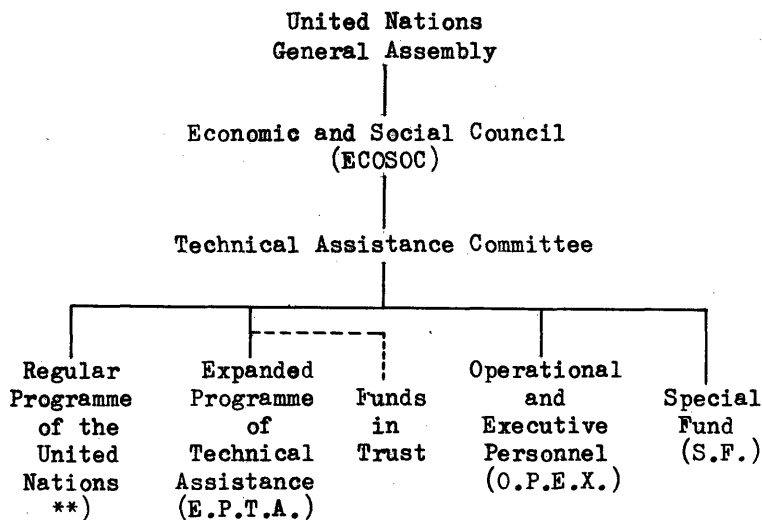 United Nations
General Assembly
Economic and Social Council
(ECOSOC)
Technical Assistance Committee
Regular
Programme
of the
United
Nations
**)
Expanded
Programme
of
Technical
Assistance
(E.P.T.A.)
Funds
in
Trust
Operational
and
Executive
Personnel
(O.P.E.X.)
Special
Fund
(S.F.)